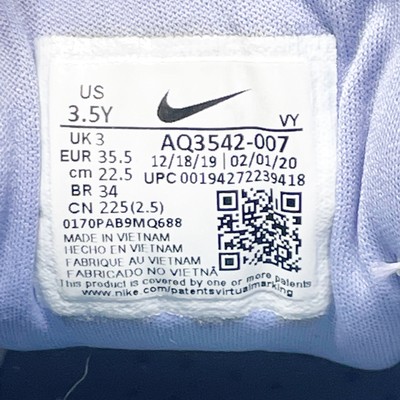 US
3.5Y
VY
UK 3
AQ3542-007
EUR 35.5
12/18/19 | 02/01/20
cm 22.5
UPC 00194272239418
BR 34
CN 225(2.5)
0170PAB9MQ688
MADE IN VIETNAM
HECHO EN VIETNAM
FABRIQUE AU VIETNAM
FABRICADO NO VIETNÃ
This product is covered by one or more patents
www.nike.com/patentsvirtualmarking